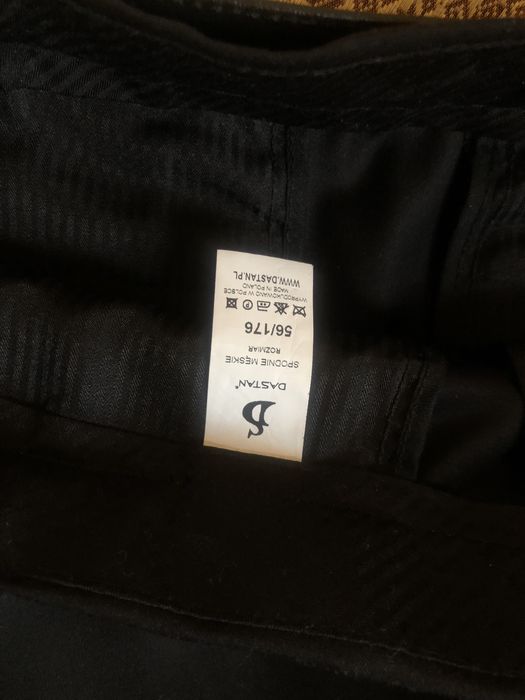 DASTAN®
SPODNIE MĘSKIE
ROZMIAR
56/176
P
WYPRODUKOWANO W POLSCE
MADE IN POLAND
WWW.DASTAN.PL